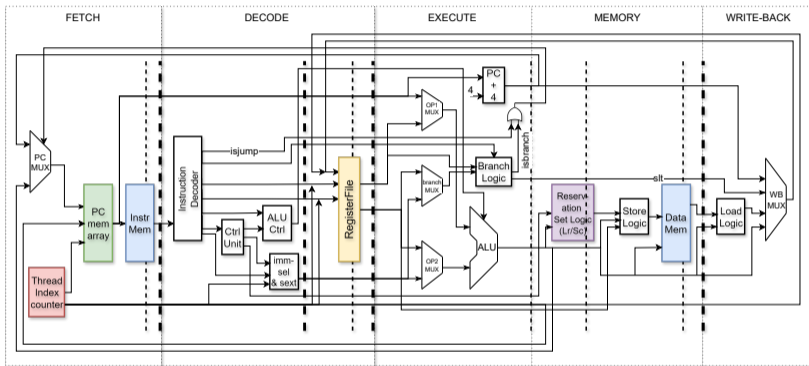 FETCH
DECODE
EXECUTE
MEMORY
WRITE-BACK
PC
+
4
4
OP1
MUX
PC
MUX
isjump
isbranch
Instruction
Decoder
RegisterFile
Branch
Logic
branch
MUX
slt
PC
mem
array
Instr
Mem
ALU
Ctrl
Ctrl
Unit
imm-
sel
& sext
OP2
MUX
ALU
Reserv
ation
Set Logic
(Lr/Sc)
Store
Logic
Data
Mem
Load
Logic
WB
MUX
Thread
Index
counter